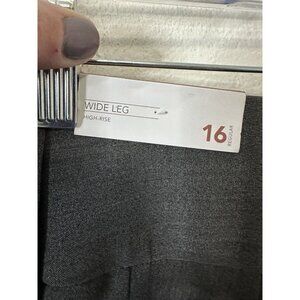 WIDE LEG
HIGH-RISE
16
REGULAR